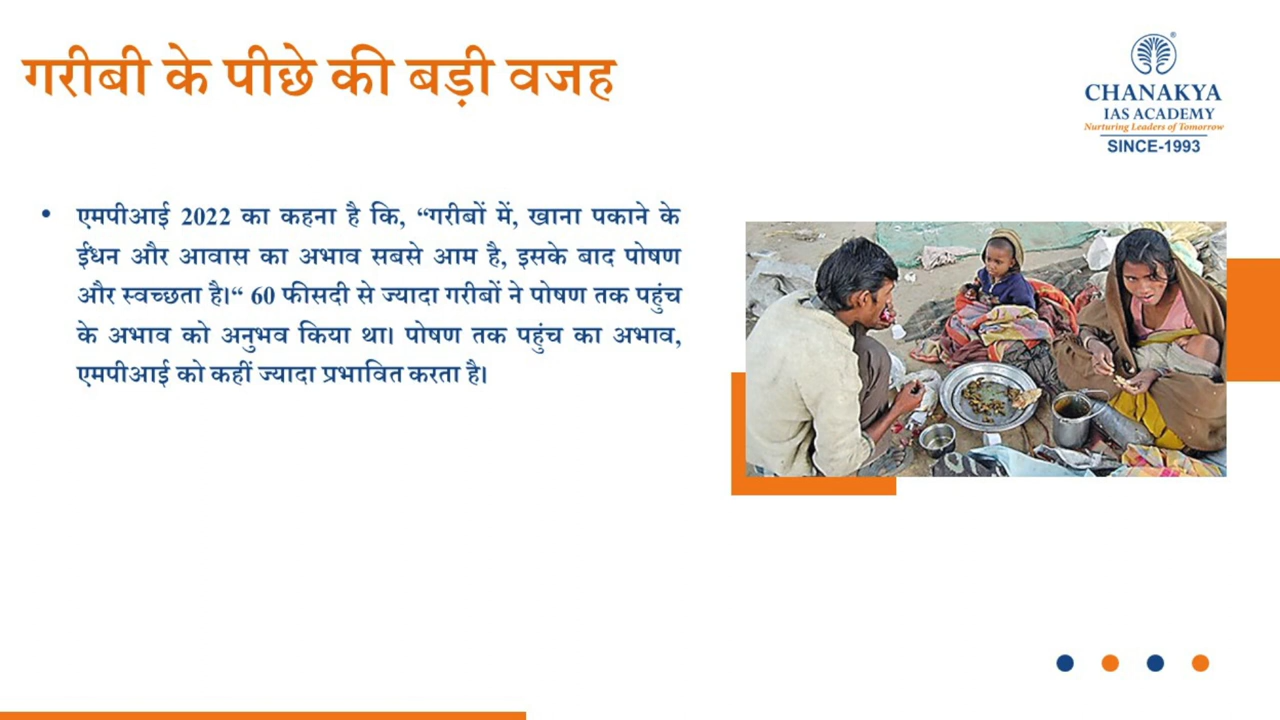 गरीबी के पीछे की बड़ी वजह
®
CHANAKYA
IAS ACADEMY
Nurturing Leaders of Tomorrow
SINCE-1993
• एमपीआई 2022 का कहना है कि, “गरीबों में, खाना पकाने के
ईंधन और आवास का अभाव सबसे आम है, इसके बाद पोषण
और स्वच्छता है।“ 60 फीसदी से ज्यादा गरीबों ने पोषण तक पहुंच
के अभाव को अनुभव किया था। पोषण तक पहुंच का अभाव,
एमपीआई को कहीं ज्यादा प्रभावित करता है।